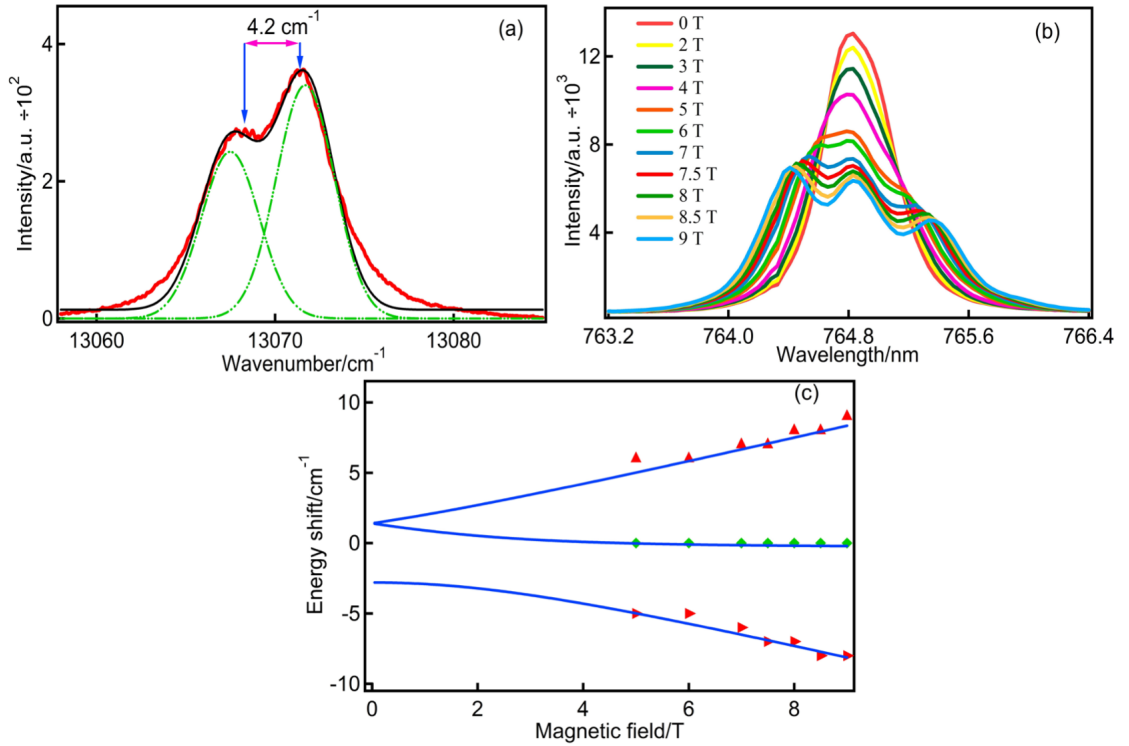 4.2 cm⁻¹
(a)
Intensity/a.u. ÷10²
4
2
0
13060
13070
13080
Wavenumber/cm⁻¹
(b)
Intensity/a.u. ÷10³
12
8
4
0 T
2 T
3 T
4 T
5 T
6 T
7 T
7.5 T
8 T
8.5 T
9 T
763.2
764.0
764.8
765.6
766.4
Wavelength/nm
(c)
Energy shift/cm⁻¹
10
5
0
-5
-10
0
2
4
6
8
Magnetic field/T